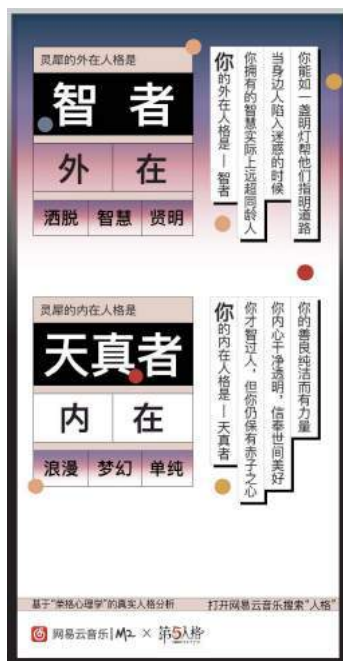 灵犀的外在人格是
智者
外在
洒脱 智慧 贤明
你的外在人格是—智者
你拥有的智慧实际上远超同龄人
当身边人陷入迷惑的时候
你能如一盏明灯帮他们指明道路
灵犀的内在人格是
天真者
内在
浪漫 梦幻 单纯
你的内在人格是—天真者
你才智过人，但你仍保有赤子之心
你内心干净透明，信奉世间美好
你的善良纯洁而有力量
基于“荣格心理学”的真实人格分析
打开网易云音乐搜索“人格”
网易云音乐|M2 × 第5人格